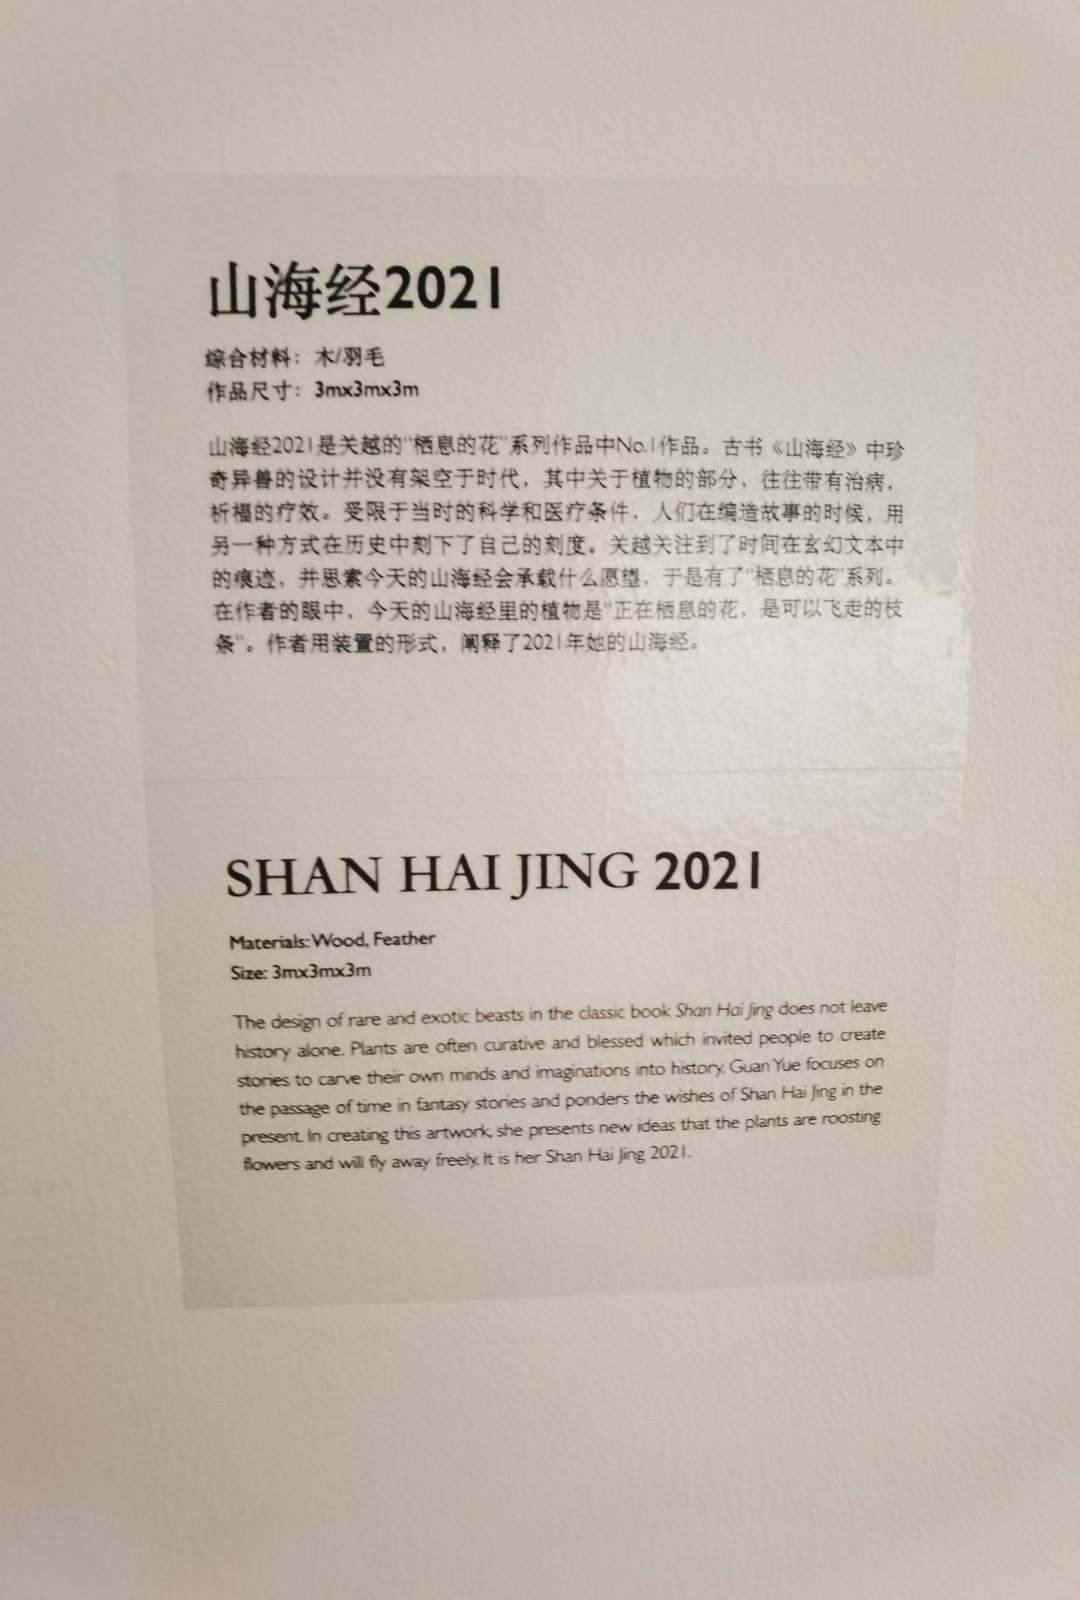 山海经2021
综合材料：木/羽毛
作品尺寸：3mx3mx3m
山海经2021是关越的“栖息的花”系列作品中No.1作品。古书《山海经》中珍
奇异兽的设计并没有架空于时代，其中关于植物的部分，往往带有治病，
祈福的疗效。受限于当时的科学和医疗条件，人们在编造故事的时候，用
另一种方式在历史中刻下了自己的刻度。关越关注到了时间在玄幻文本中
的痕迹，并思索今天的山海经会承载什么愿望，于是有了“栖息的花”系列。
在作者的眼中，今天的山海经里的植物是“正在栖息的花，是可以飞走的枝
条”。作者用装置的形式，阐释了2021年她的山海经。
SHAN HAI JING 2021
Materials: Wood, Feather
Size: 3mx3mx3m
The design of rare and exotic beasts in the classic book Shan Hai Jing does not leave
history alone. Plants are often curative and blessed which invited people to create
stories to carve their own minds and imaginations into history. Guan Yue focuses on
the passage of time in fantasy stories and ponders the wishes of Shan Hai Jing in the
present. In creating this artwork, she presents new ideas that the plants are roosting
flowers and will fly away freely. It is her Shan Hai Jing 2021.